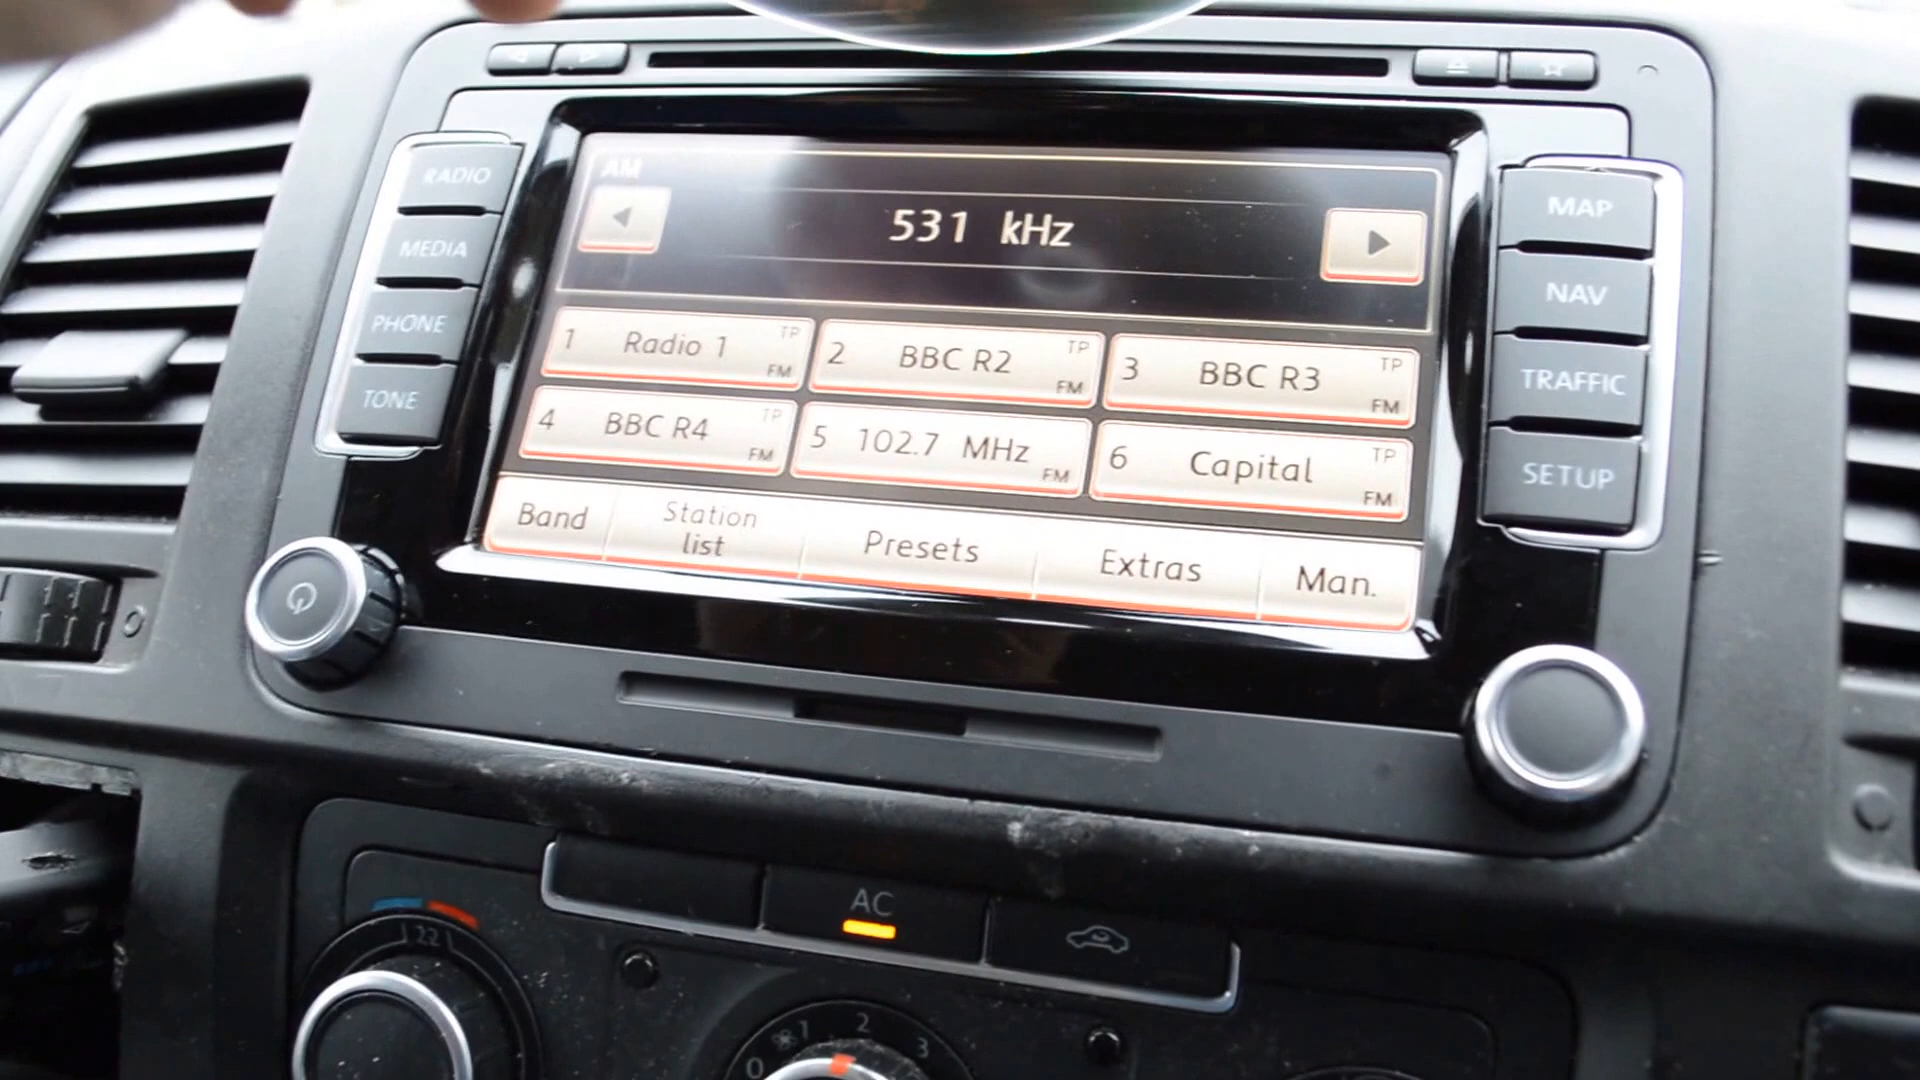 RADIO
MEDIA
PHONE
TONE
AM
531 kHz
1 Radio 1 TP FM
2 BBC R2 TP FM
3 BBC R3 TP FM
4 BBC R4 TP FM
5 102.7 MHz FM
6 Capital TP FM
Band
Station
list
Presets
Extras
Man.
MAP
NAV
TRAFFIC
SETUP
AC
22
0 1 2 3